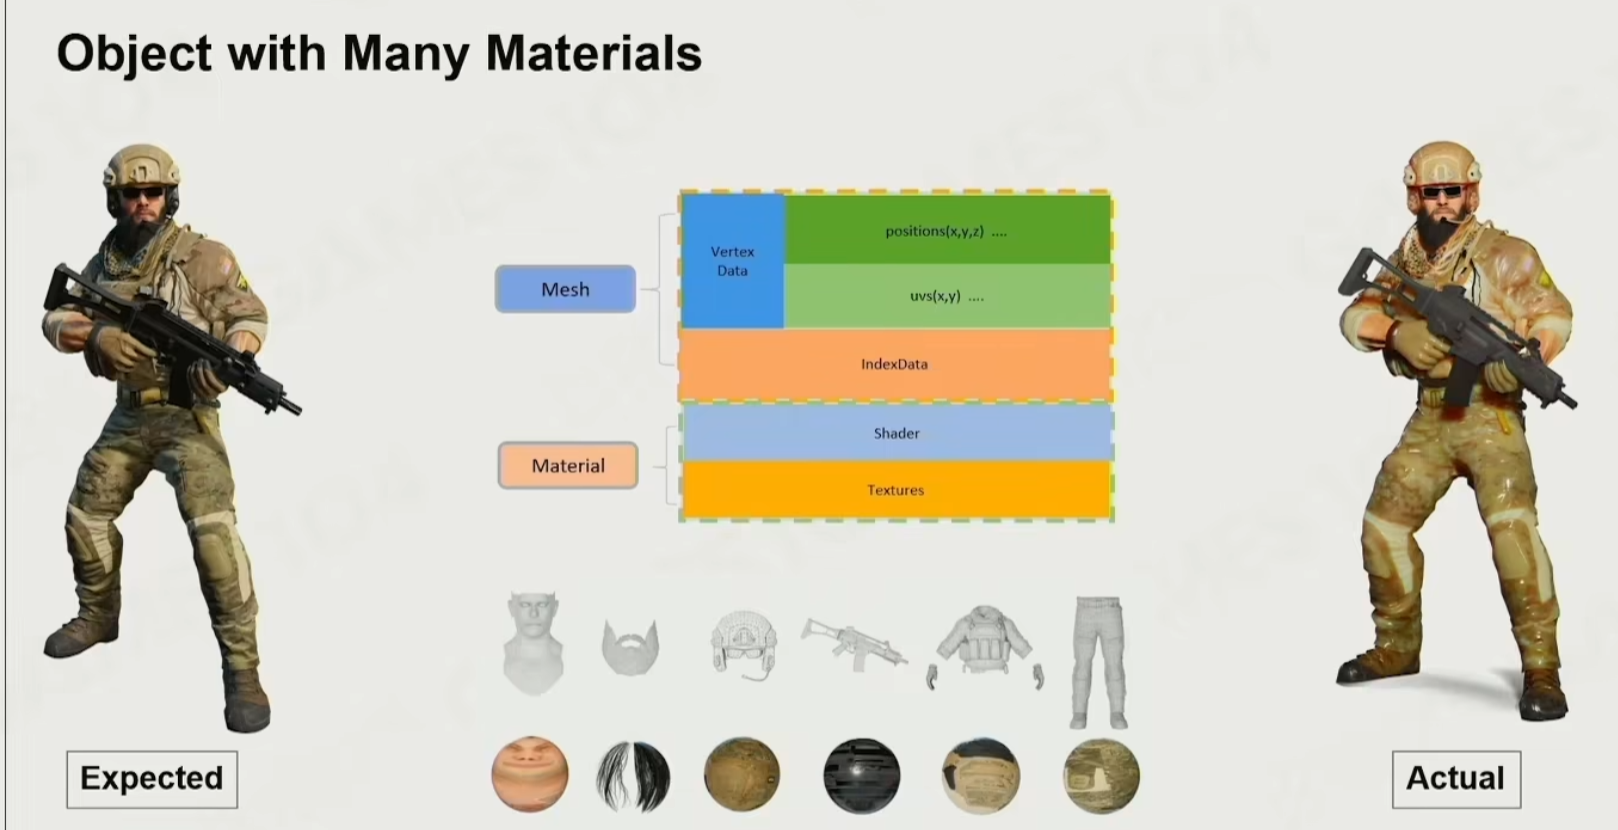 Object with Many Materials
Mesh
Vertex
Data
positions(x,y,z) ....
uvs(x,y) ....
IndexData
Material
Shader
Textures
Expected
Actual